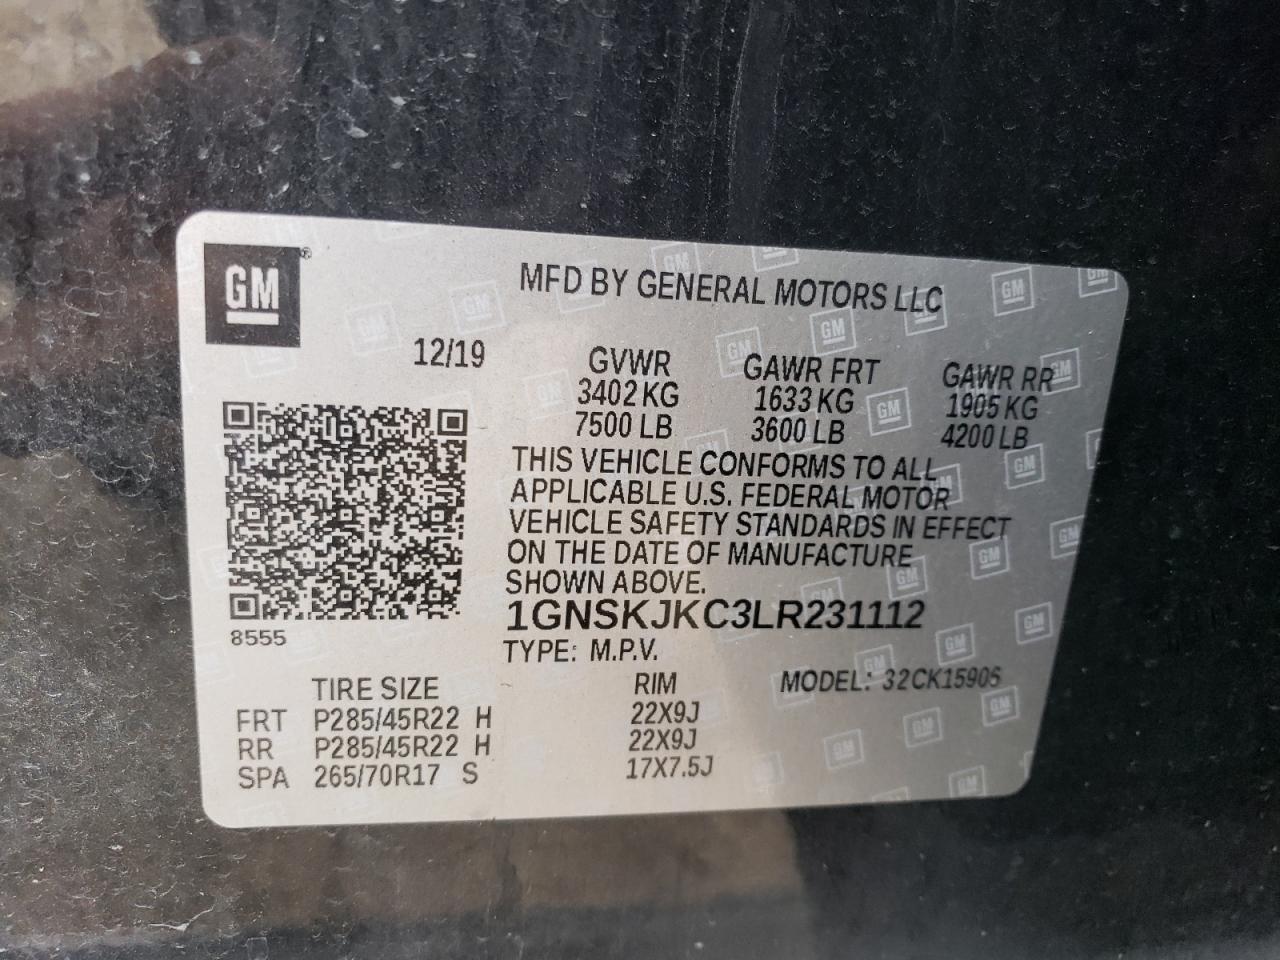 GM ®
MFD BY GENERAL MOTORS LLC
12/19 GVWR GAWR FRT GAWR RR
3402 KG 1633 KG 1905 KG
7500 LB 3600 LB 4200 LB
THIS VEHICLE CONFORMS TO ALL
APPLICABLE U.S. FEDERAL MOTOR
VEHICLE SAFETY STANDARDS IN EFFECT
ON THE DATE OF MANUFACTURE
SHOWN ABOVE.
1GNSKJKC3LR231112
8555
TYPE: M.P.V.
MODEL: 32CK15906
TIRE SIZE RIM
FRT P285/45R22 H 22X9J
RR P285/45R22 H 22X9J
SPA 265/70R17 S 17X7.5J